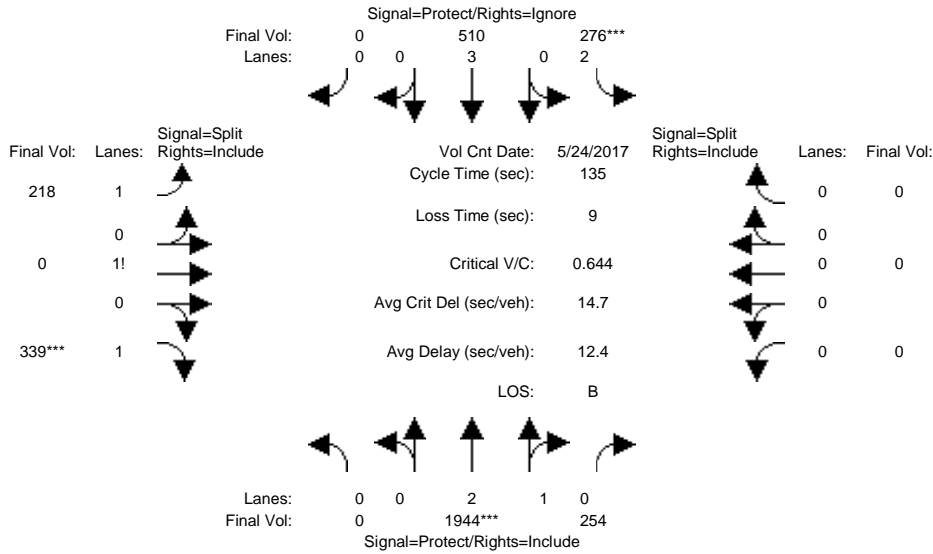 Signal=Protect/Rights=Ignore
Final Vol: 0 510 276***
Lanes: 0 0 3 0 2
Signal=Split
Final Vol: Lanes: Rights=Include
Vol Cnt Date: 5/24/2017
Signal=Split
Rights=Include Lanes: Final Vol:
Cycle Time (sec): 135
218 1 0 0
Loss Time (sec): 9
0 0
0 1! Critical V/C: 0.644 0 0
0 Avg Crit Del (sec/veh): 14.7 0
339*** 1 Avg Delay (sec/veh): 12.4 0 0
LOS: B
Lanes: 0 0 2 1 0
Final Vol: 0 1944*** 254
Signal=Protect/Rights=Include